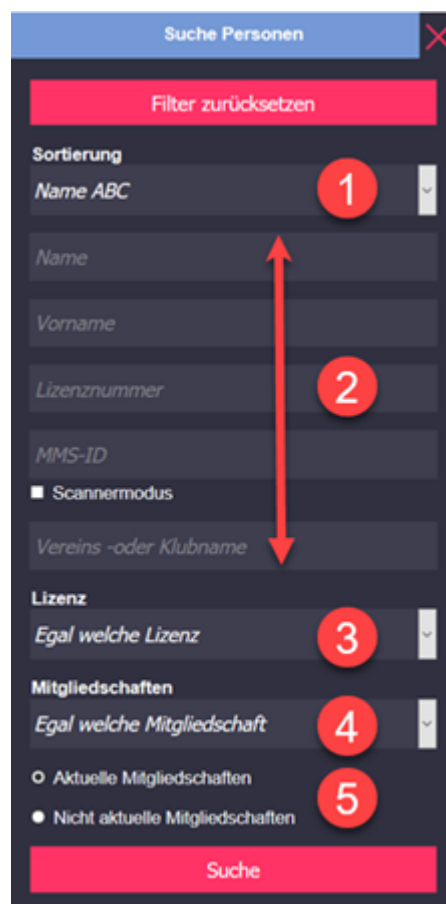 Suche Personen
Filter zurücksetzen
Sortierung
Name ABC
1
Name
Vorname
Lizenznummer
2
MMS-ID
Scannermodus
Vereins -oder Klubname
Lizenz
Egal welche Lizenz
3
Mitgliedschaften
Egal welche Mitgliedschaft
4
Aktuelle Mitgliedschaften
5
Nicht aktuelle Mitgliedschaften
Suche